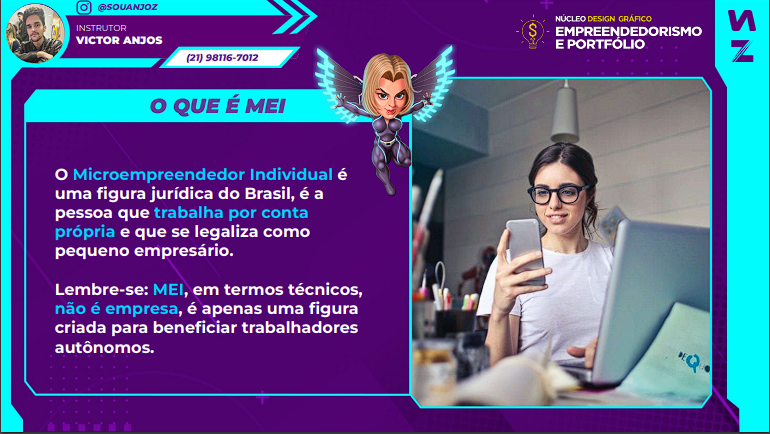 @SOUANJOZ
INSTRUTOR
VICTOR ANJOS
(21) 98116-7012
NÚCLEO DESIGN GRÁFICO
EMPREENDEDORISMO
E PORTFÓLIO
O QUE É MEI
O Microempreendedor Individual é
uma figura jurídica do Brasil, é a
pessoa que trabalha por conta
própria e que se legaliza como
pequeno empresário.
Lembre-se: MEI, em termos técnicos,
não é empresa, é apenas uma figura
criada para beneficiar trabalhadores
autônomos.